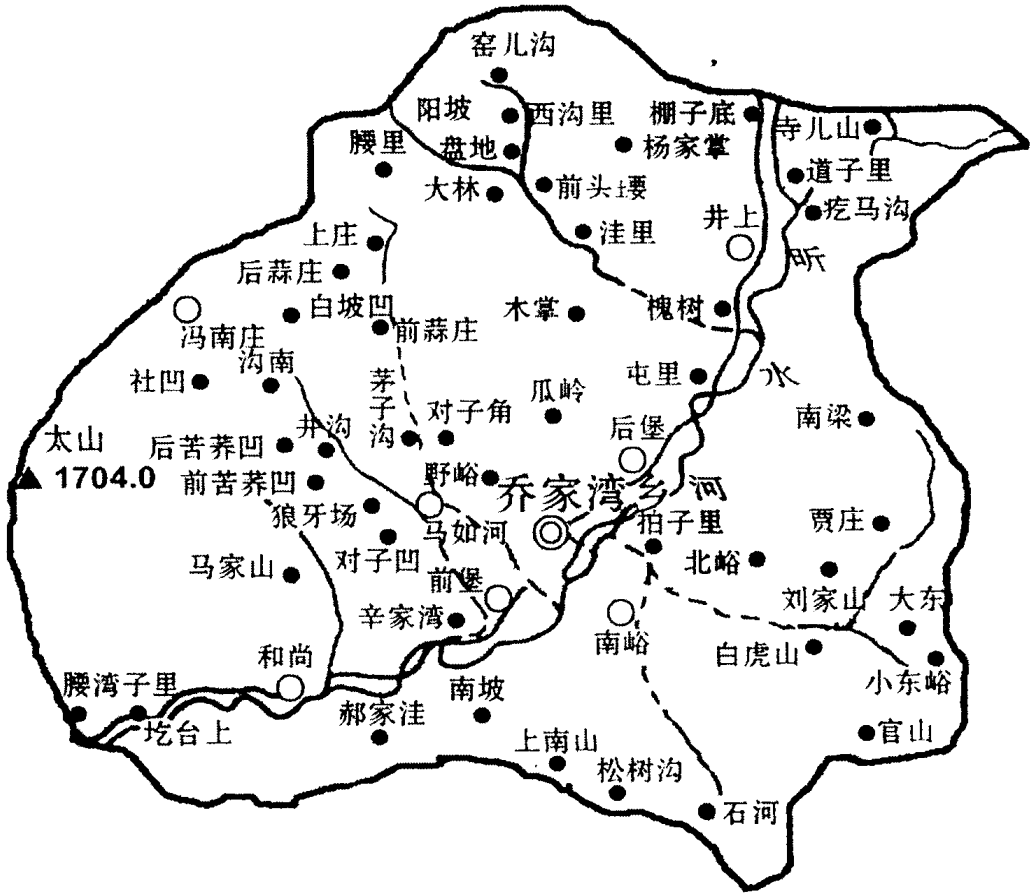 窑儿沟
阳坡
西沟里
棚子底
寺儿山
腰里
盘地
杨家掌
大林
前头腰
道子里
疙马沟
洼里
井上
上庄
后蒜庄
昕
白坡凹
木掌
槐树
冯南庄
前蒜庄
沟南
社凹
茅子沟
瓜岭
屯里
水
对子角
南梁
太山
后苦荞凹
井沟
后堡
1704.0
前苦荞凹
野峪
乔家湾乡
河
狼牙场
马如河
拍子里
贾庄
对子凹
北峪
马家山
前堡
刘家山
大东
辛家湾
南峪
白虎山
和尚
小东峪
腰湾子里
南坡
郝家洼
圪台上
官山
上南山
松树沟
石河